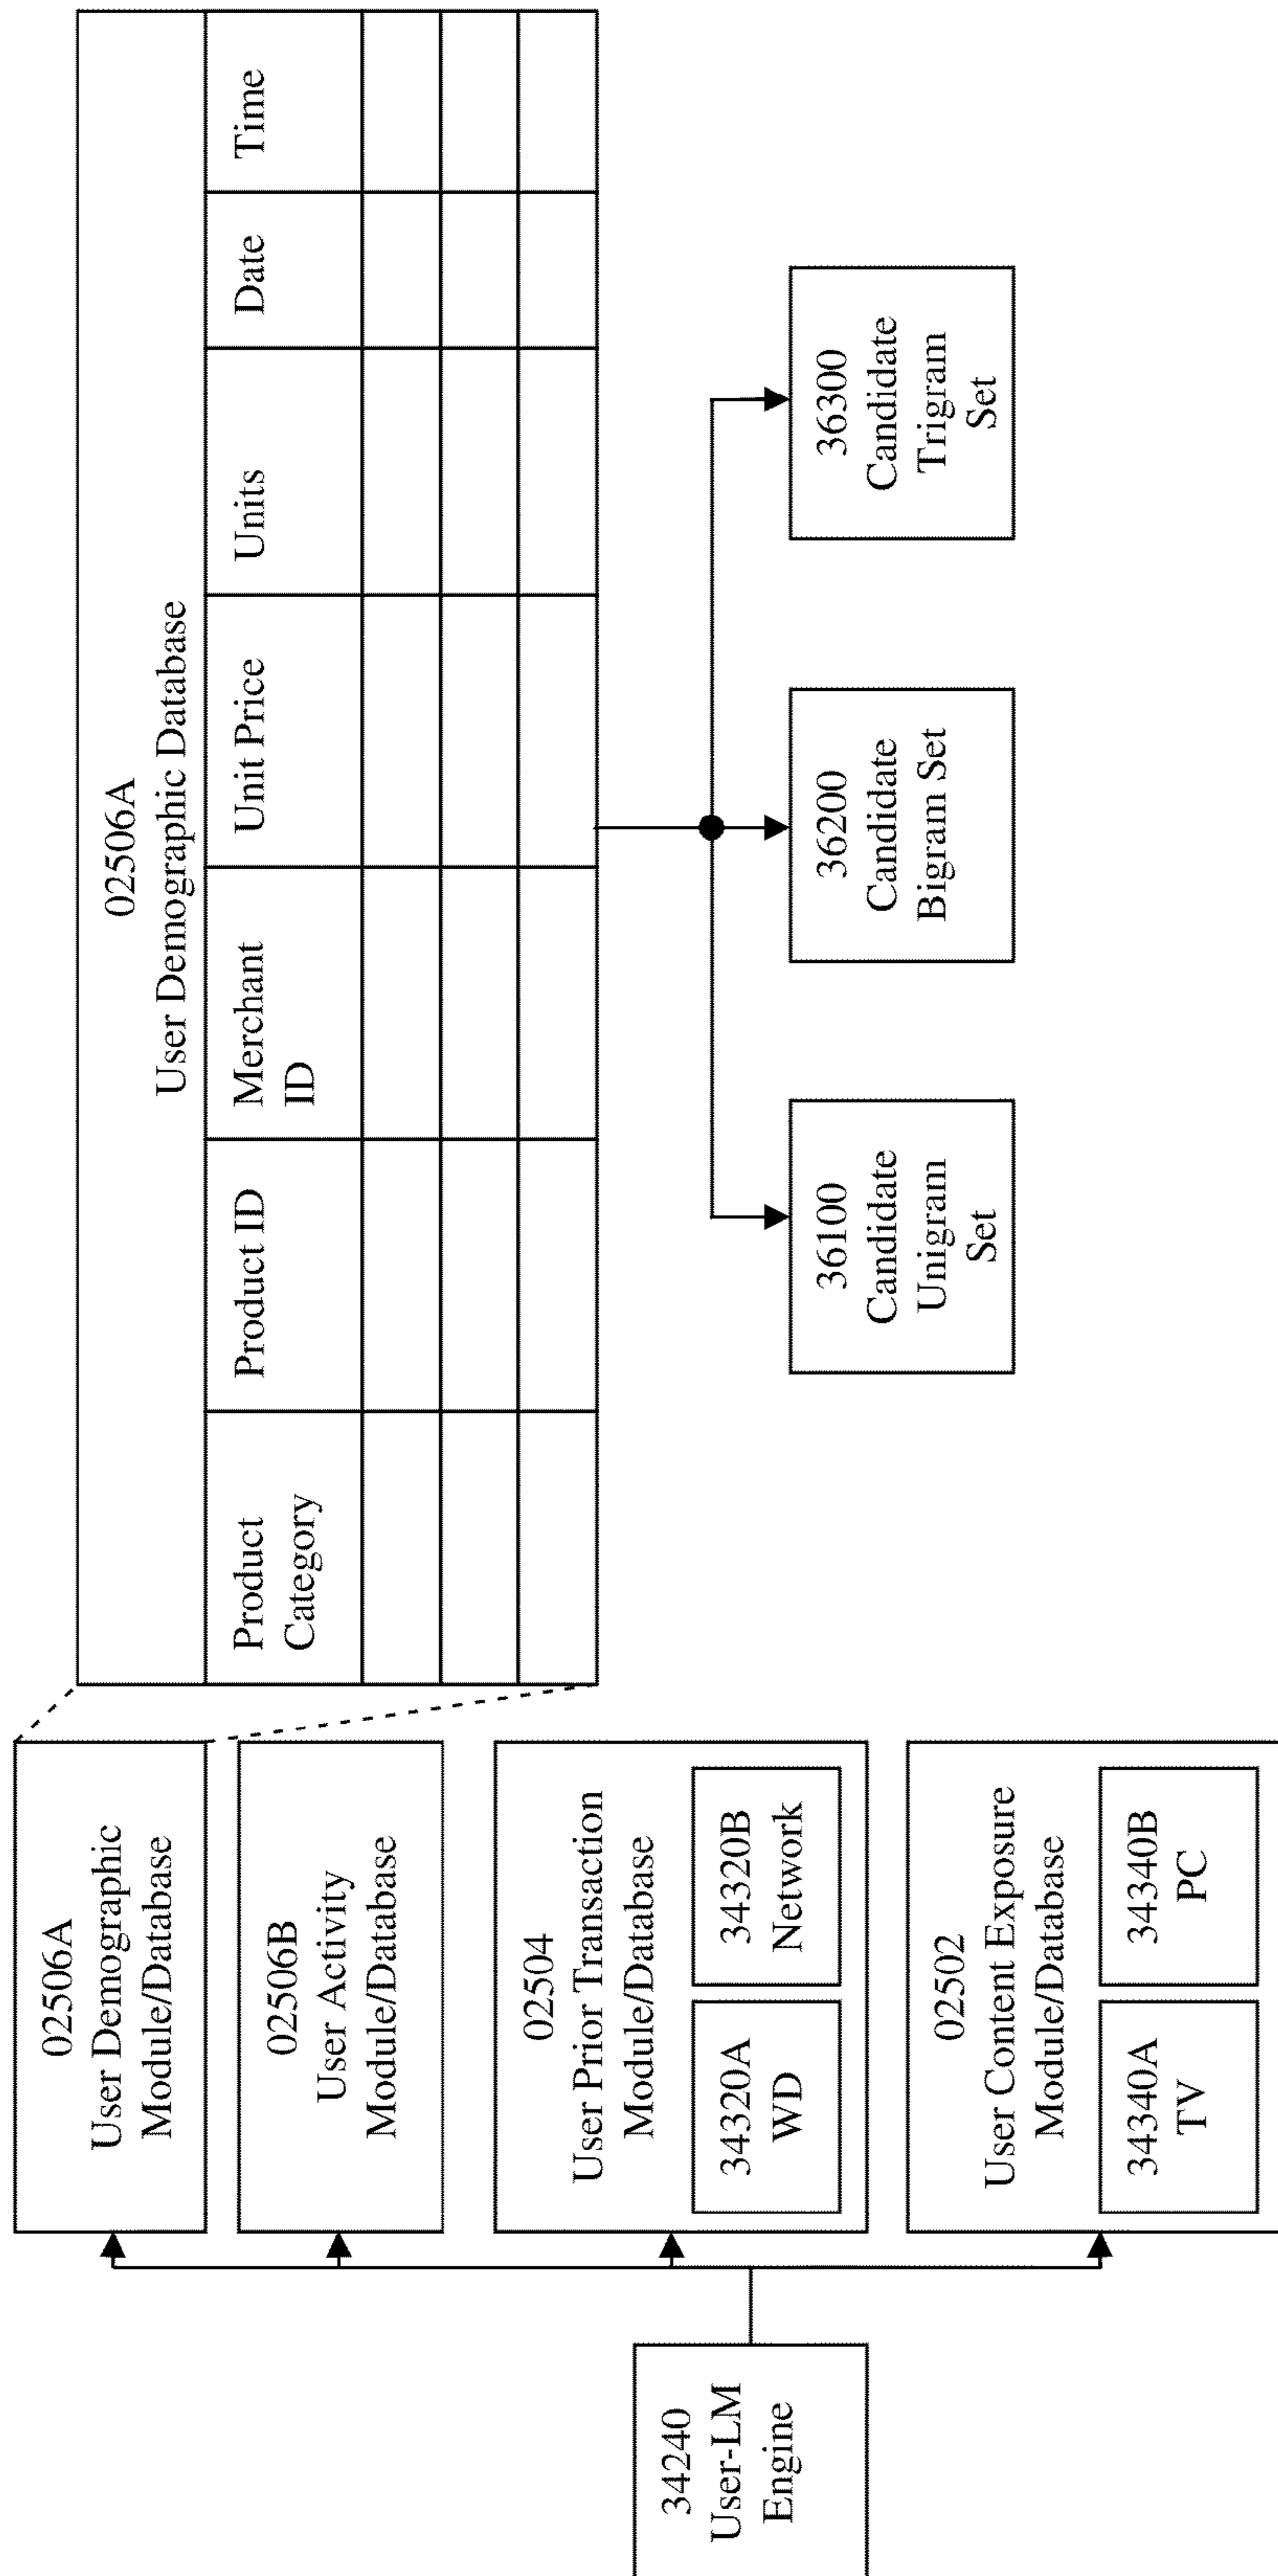 34240
User-LM
Engine
02506A
User Demographic
Module/Database
02506B
User Activity
Module/Database
02504
User Prior Transaction
Module/Database
34320A
WD
34320B
Network
02502
User Content Exposure
Module/Database
34340A
TV
34340B
PC
02506A
User Demographic Database
Product
Category
Product ID
Merchant
ID
Unit Price
Units
Date
Time
36100
Candidate
Unigram
Set
36200
Candidate
Bigram Set
36300
Candidate
Trigram
Set